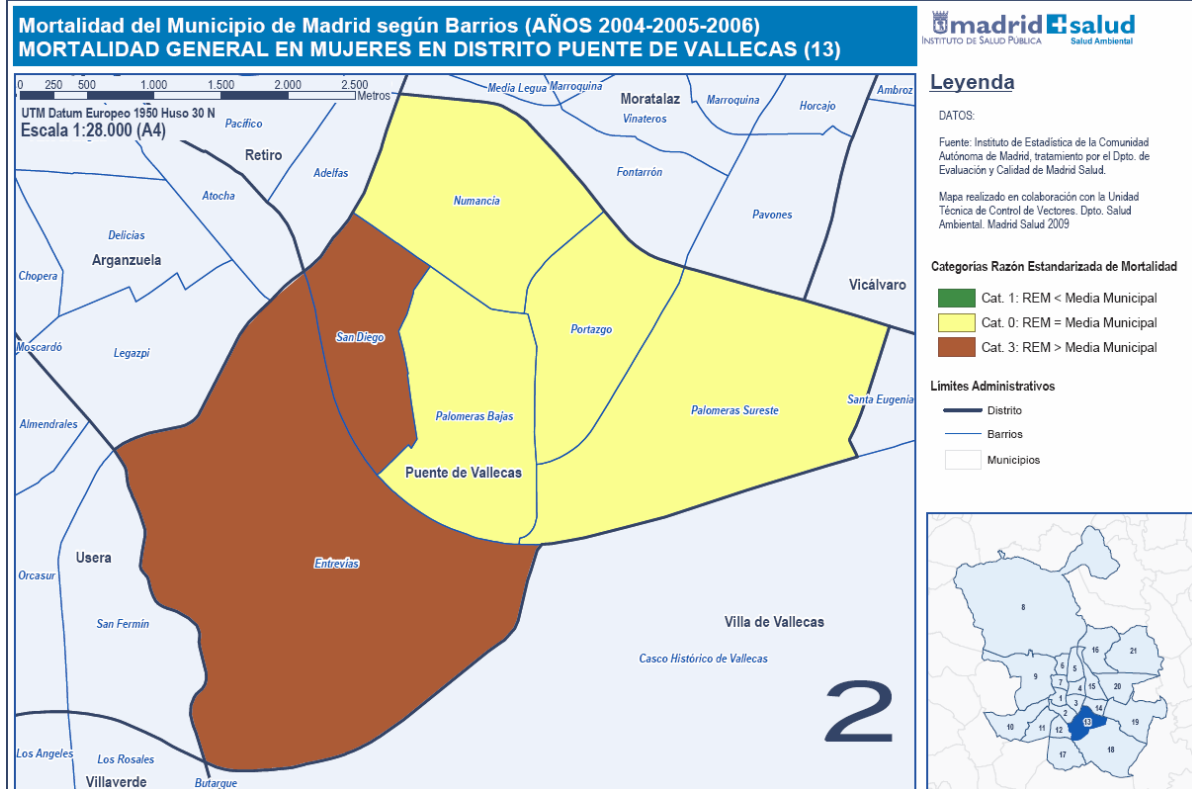 Mortalidad del Municipio de Madrid según Barrios (AÑOS 2004-2005-2006)
MORTALIDAD GENERAL EN MUJERES EN DISTRITO PUENTE DE VALLECAS (13)
madrid salud
INSTITUTO DE SALUD PÚBLICA
Salud Ambiental
0 250 500 1.000 1.500 2.000 2.500
Metros
UTM Datum Europeo 1950 Huso 30 N
Escala 1:28.000 (A4)
Media Legua
Marroquina
Moratalaz
Vinateros
Marroquina
Horcajo
Ambroz
Pacífico
Retiro
Adelfas
Atocha
Fontarrón
Numancia
Pavones
Delicias
Arganzuela
Chopera
Vicálvaro
Moscardó
Legazpi
San Diego
Portazgo
Almendrales
Palomeras Bajas
Palomeras Sureste
Santa Eugenia
Puente de Vallecas
Usera
Orcasur
Entrevías
San Fermín
Villa de Vallecas
Casco Histórico de Vallecas
2
Los Angeles
Los Rosales
Villaverde
Butarque
Leyenda
DATOS:
Fuente: Instituto de Estadística de la Comunidad
Autónoma de Madrid, tratamiento por el Dpto. de
Evaluación y Calidad de Madrid Salud.
Mapa realizado en colaboración con la Unidad
Técnica de Control de Vectores. Dpto. Salud
Ambiental. Madrid Salud 2009
Categorías Razón Estandarizada de Mortalidad
Cat. 1: REM < Media Municipal
Cat. 0: REM = Media Municipal
Cat. 3: REM > Media Municipal
Limites Administrativos
Distrito
Barrios
Municipios
8
16
21
6
5
9
7
4
15
20
1
3
2
14
13
19
10
11
12
17
18